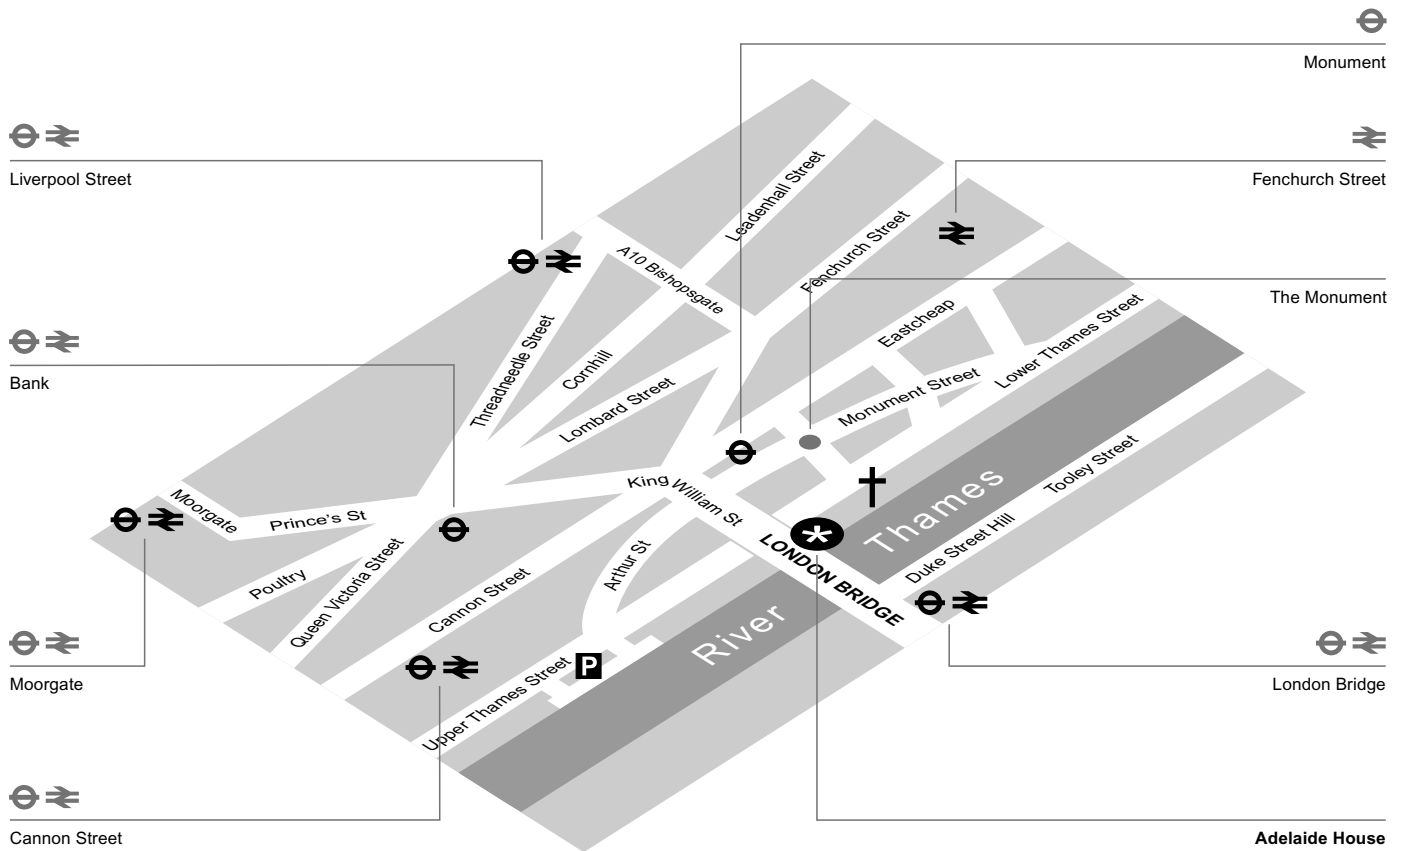 Monument
Liverpool Street
Fenchurch Street
Leadenhall Street
Fenchurch Street
A10 Bishopsgate
The Monument
Eastcheap
Lower Thames Street
Threadneedle Street
Cornhill
Bank
Lombard Street
Monument Street
Tooley Street
King William St
Moorgate
Prince's St
Thames
LONDON BRIDGE
Duke Street Hill
Arthur St
Poultry
Queen Victoria Street
Cannon Street
River
P
Upper Thames Street
Moorgate
London Bridge
Cannon Street
Adelaide House